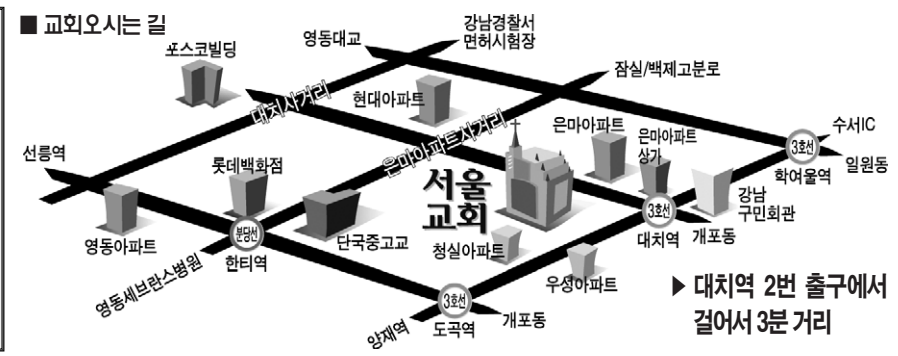 ■ 교회오시는 길
포스코빌딩
영동대교
강남경찰서
면허시험장
잠실/백제고분로
대치사거리
현대아파트
은마아파트사거리
은마아파트
은마아파트
상가
수서IC
3호선
일원동
학여울역
선릉역
롯데백화점
서울
교회
강남
구민회관
3호선
대치역
개포동
영동아파트
분당선
한티역
단국중고교
청실아파트
우성아파트
영동세브란스병원
3호선
도곡역
양재역
개포동
▶ 대치역 2번 출구에서
걸어서 3분 거리